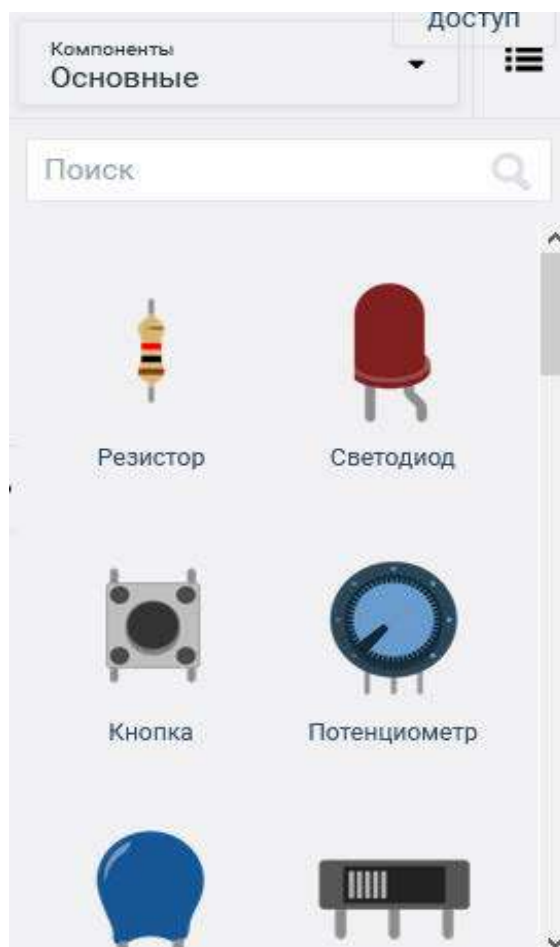 доступ
Компоненты
Основные
Поиск
Резистор Светодиод
Кнопка Потенциометр